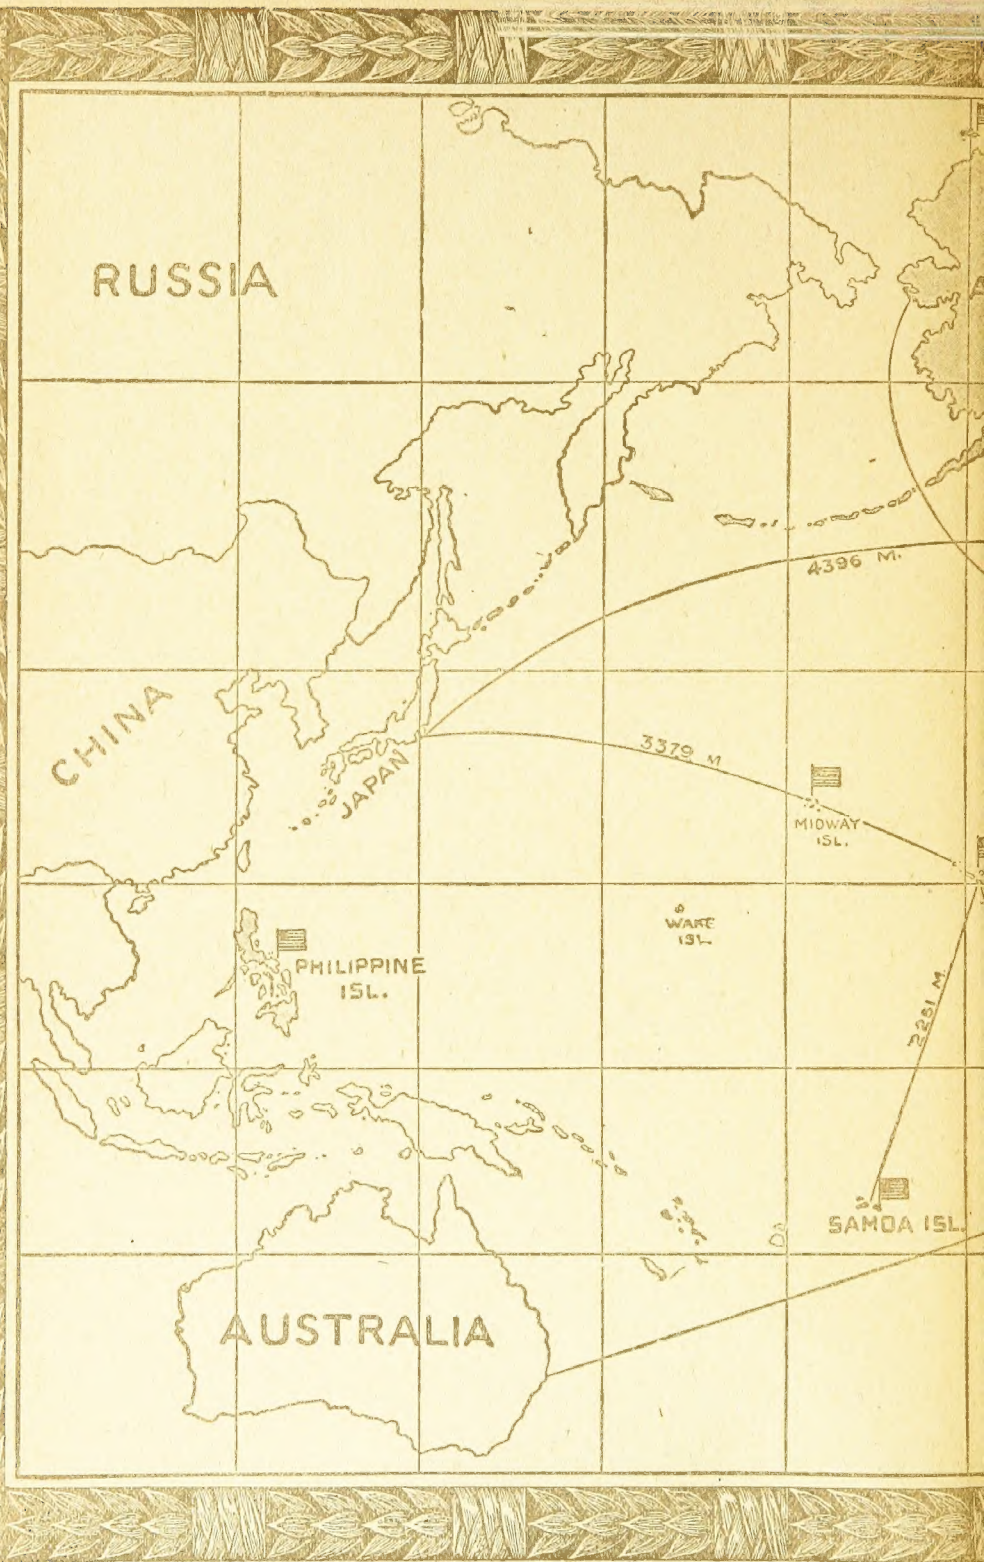 RUSSIA
4396 M.
CHINA
3379 M
JAPAN
MIDWAY
ISL.
WAKE
ISL.
PHILIPPINE
ISL.
2281 M.
SAMOA ISL.
AUSTRALIA